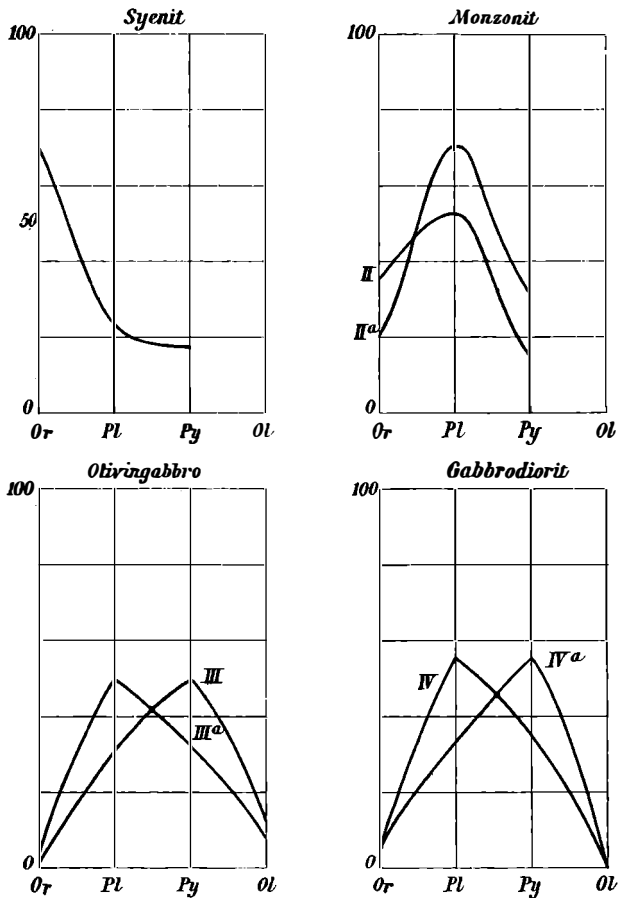 Syenit
100
50
0
Or Pl Py Ol
Monzonit
100
II
IIa
0
Or Pl Py Ol
Olivingabbro
100
III
IIIa
0
Or Pl Py Ol
Gabbrodiorit
100
IV
IVa
0
Or Pl Py Ol